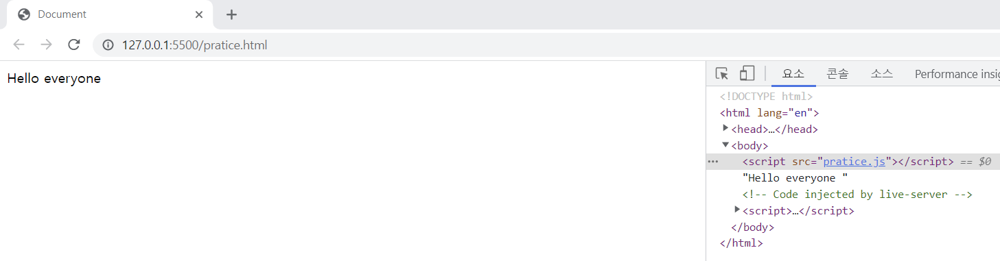 Document
127.0.0.1:5500/pratice.html
Hello everyone
요소 콘솔 소스 Performance insig
<!DOCTYPE html>
<html lang="en">
<head>…</head>
<body>
<script src="pratice.js"></script> == $0
"Hello everyone "
<!-- Code injected by live-server -->
<script>…</script>
</body>
</html>